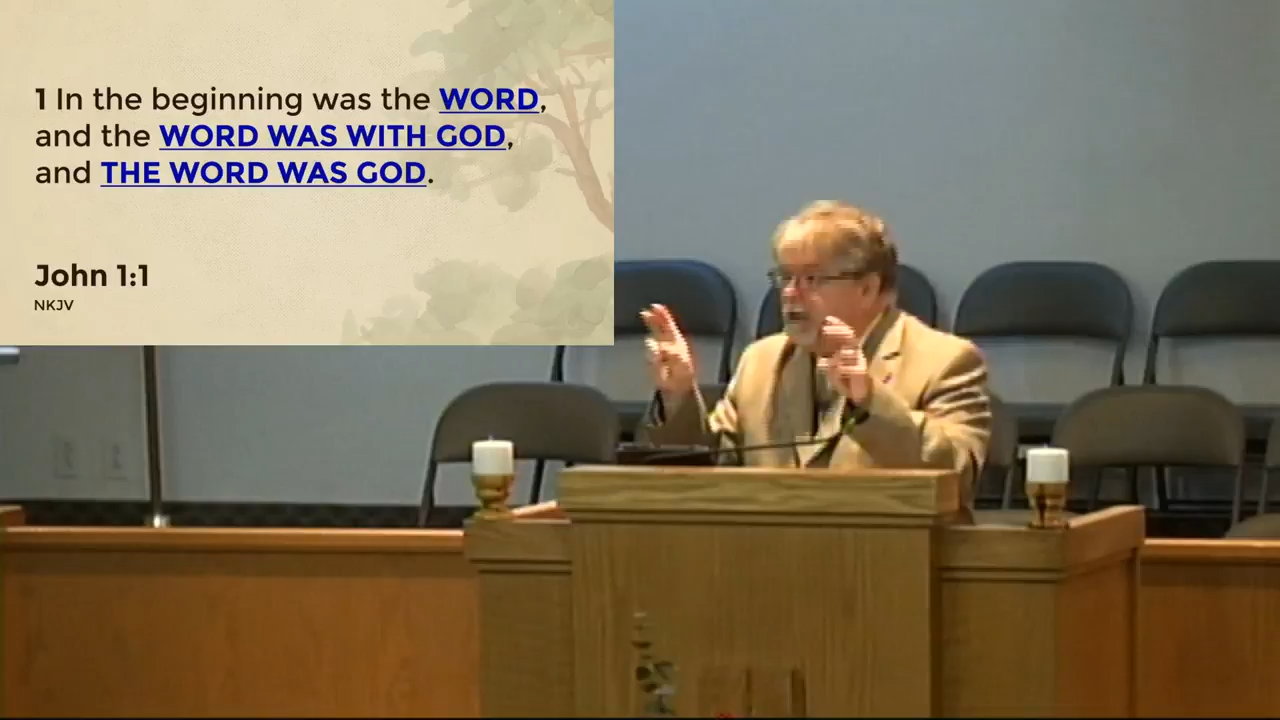 1 In the beginning was the WORD,
and the WORD WAS WITH GOD,
and THE WORD WAS GOD.
John 1:1
NKJV